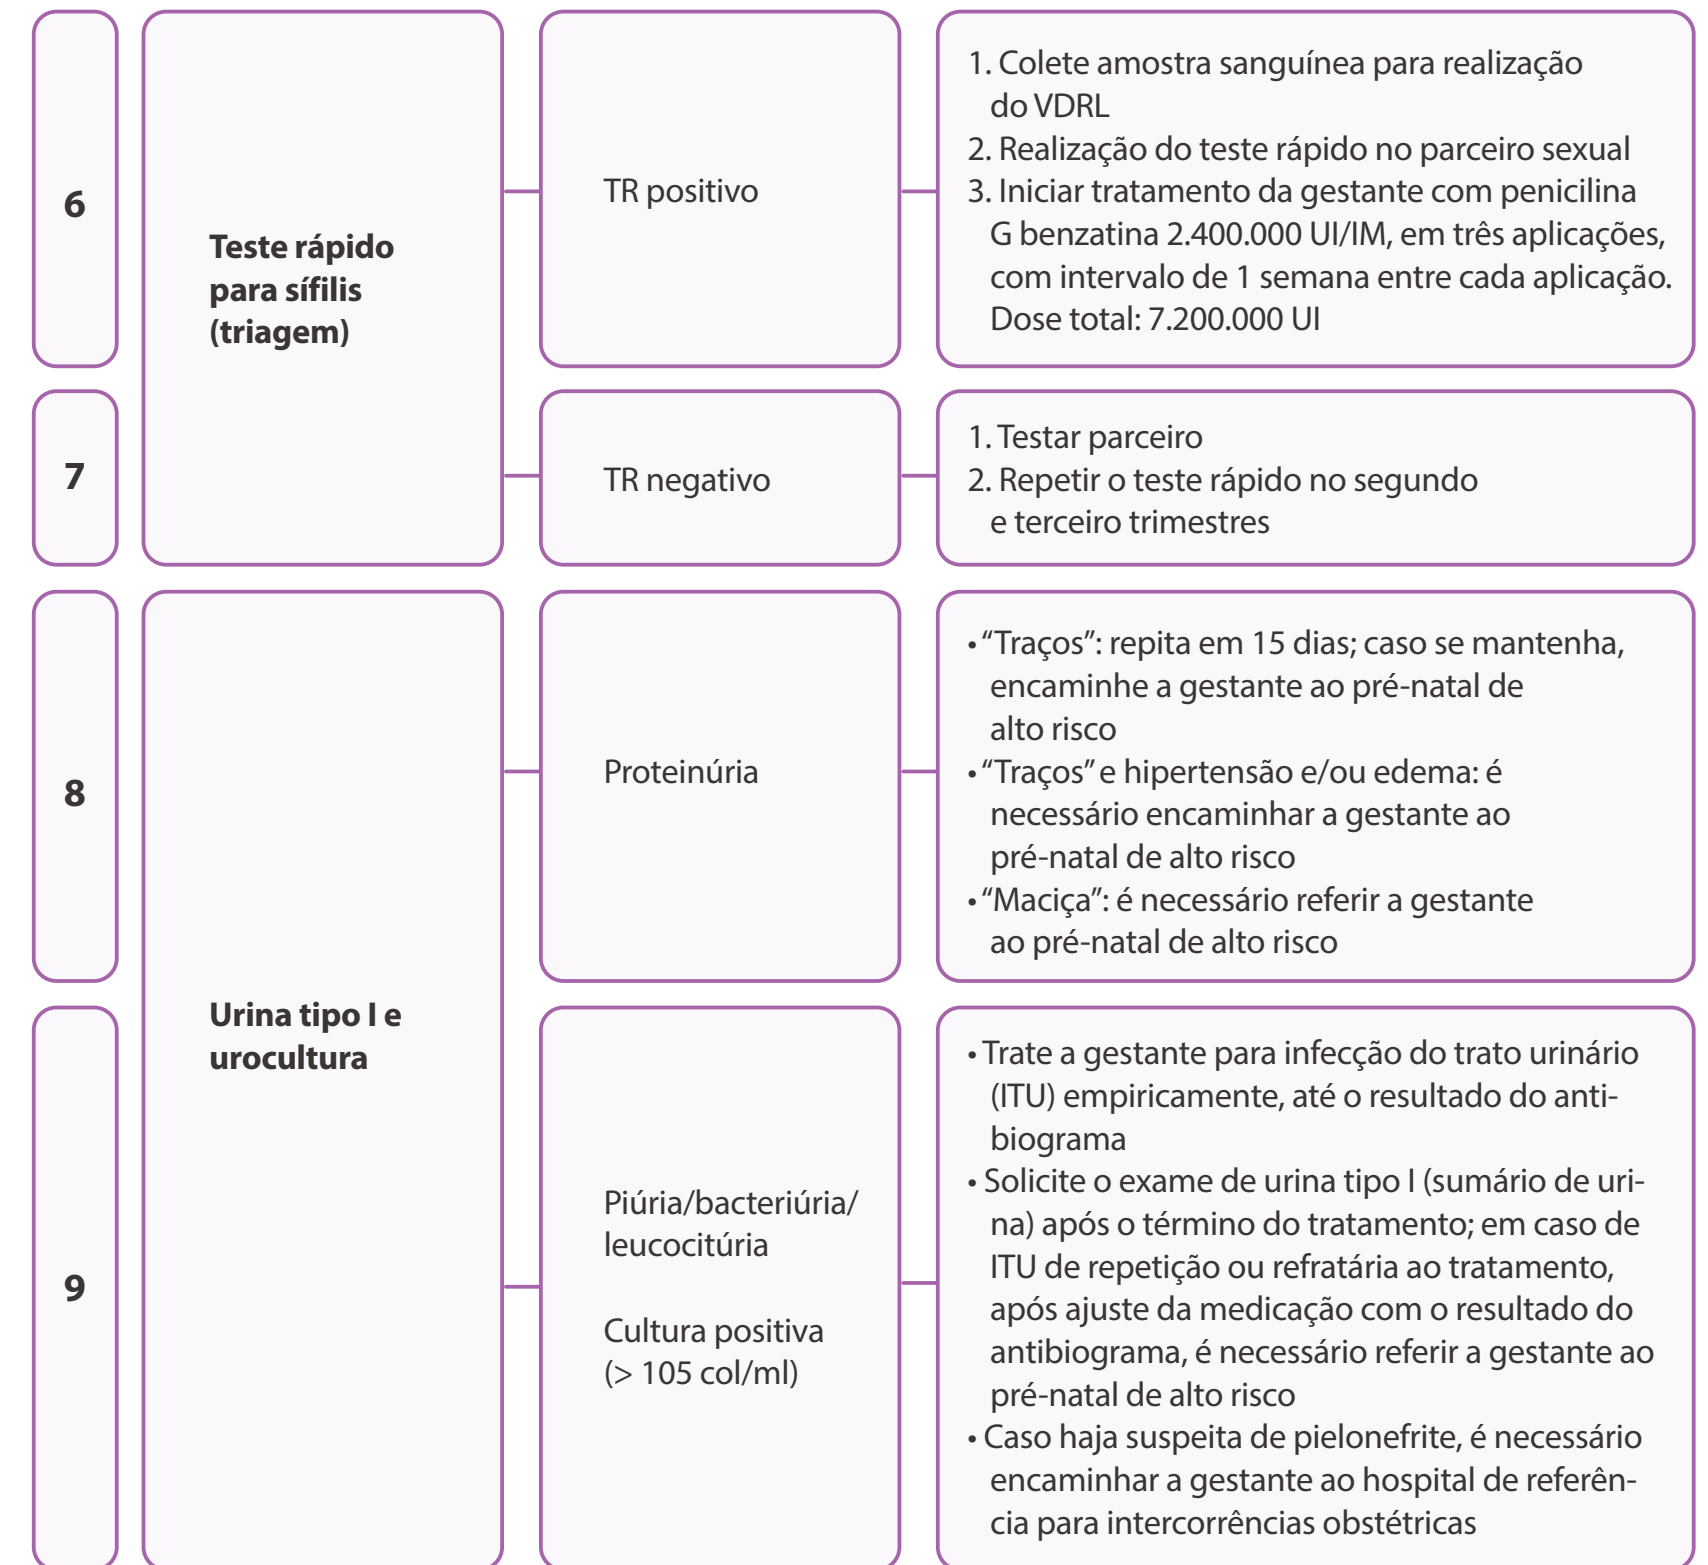 6
Teste rápido
para sífilis
(triagem)
TR positivo
1. Colete amostra sanguínea para realização
do VDRL
2. Realização do teste rápido no parceiro sexual
3. Iniciar tratamento da gestante com penicilina
G benzatina 2.400.000 UI/IM, em três aplicações,
com intervalo de 1 semana entre cada aplicação.
Dose total: 7.200.000 UI
7
TR negativo
1. Testar parceiro
2. Repetir o teste rápido no segundo
e terceiro trimestres
8
Urina tipo I e
urocultura
Proteinúria
• “Traços”: repita em 15 dias; caso se mantenha,
encaminhe a gestante ao pré-natal de
alto risco
• “Traços” e hipertensão e/ou edema: é
necessário encaminhar a gestante ao
pré-natal de alto risco
• “Maciça”: é necessário referir a gestante
ao pré-natal de alto risco
9
Piúria/bacteriúria/
leucocitúria
Cultura positiva
(> 105 col/ml)
• Trate a gestante para infecção do trato urinário
(ITU) empiricamente, até o resultado do anti-
biograma
• Solicite o exame de urina tipo I (sumário de uri-
na) após o término do tratamento; em caso de
ITU de repetição ou refratária ao tratamento,
após ajuste da medicação com o resultado do
antibiograma, é necessário referir a gestante ao
pré-natal de alto risco
• Caso haja suspeita de pielonefrite, é necessário
encaminhar a gestante ao hospital de referên-
cia para intercorrências obstétricas